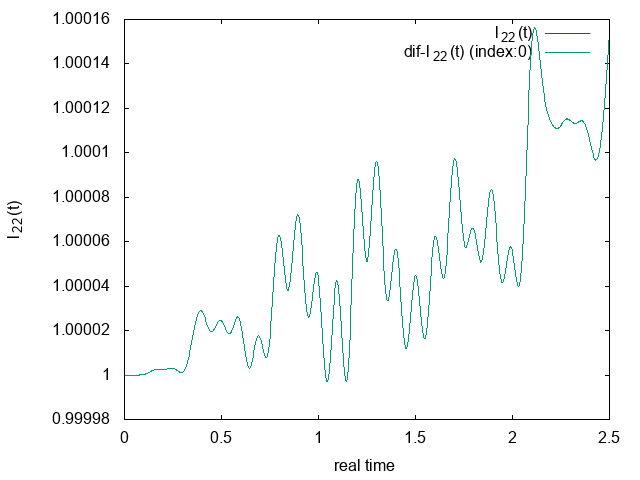 1.00016
1.00014
1.00012
1.0001
1.00008
1.00006
1.00004
1.00002
1
0.99998
I22(t)
I22(t)
dif-I22(t) (index:0)
0 0.5 1 1.5 2 2.5
real time